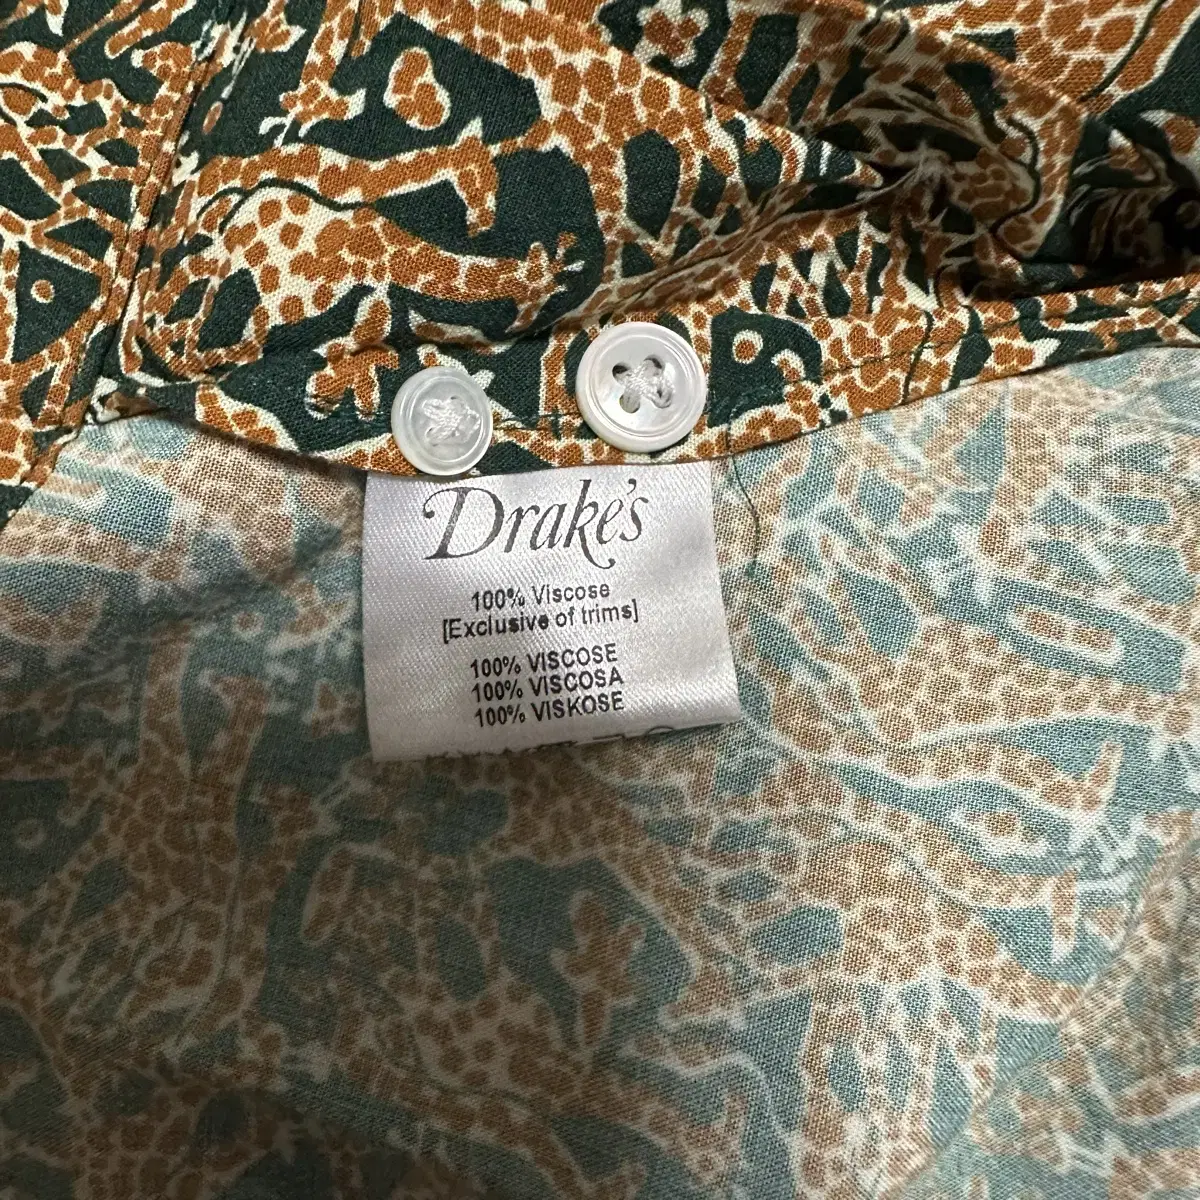 Drake's
100% Viscose
[Exclusive of trims]
100% VISCOSE
100% VISCOSA
100% VISKOSE